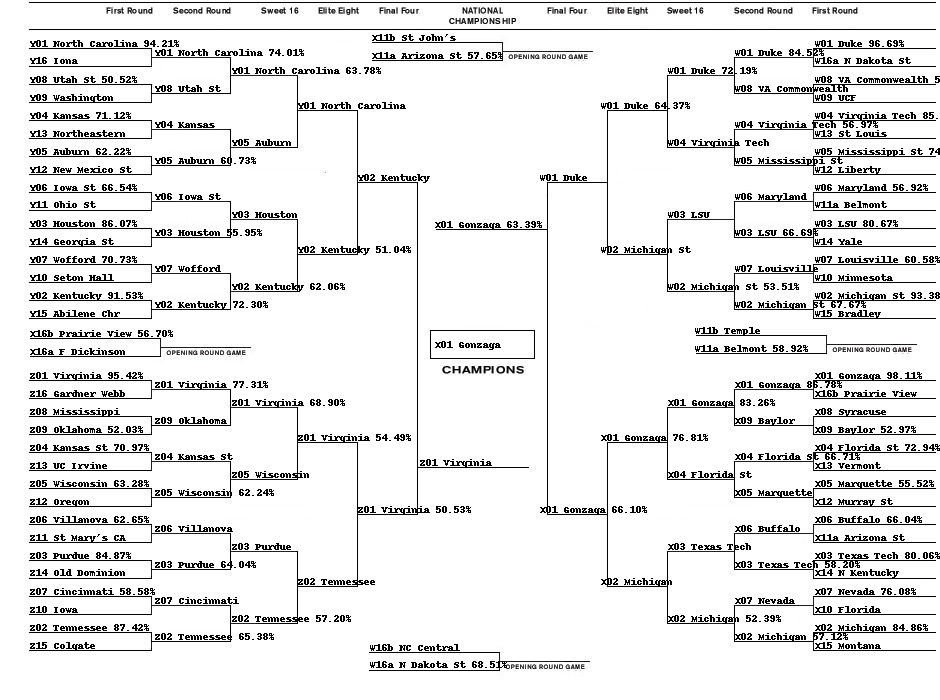 First Round
Second Round
Sweet 16
Elite Eight
Final Four
NATIONAL
CHAMPIONSHIP
Final Four
Elite Eight
Sweet 16
Second Round
First Round
Y01 North Carolina 94.21%
Y16 Iona
Y08 Utah St 50.52%
Y09 Washington
Y04 Kansas 71.12%
Y13 Northeastern
Y05 Auburn 62.22%
Y12 New Mexico St
Y06 Iowa St 66.54%
Y11 Ohio St
Y03 Houston 86.07%
Y14 Georgia St
Y07 Wofford 70.73%
Y10 Seton Hall
Y02 Kentucky 91.53%
Y15 Abilene Chr
Y01 North Carolina 74.01%
Y08 Utah St
Y04 Kansas
Y05 Auburn 60.73%
Y06 Iowa St
Y03 Houston 55.95%
Y07 Wofford
Y02 Kentucky 72.30%
Y01 North Carolina 63.78%
Y05 Auburn
Y03 Houston
Y02 Kentucky 62.06%
Y01 North Carolina
Y02 Kentucky 51.04%
Y02 Kentucky
X16b Prairie View 56.70%
X16a F Dickinson
OPENING ROUND GAME
Z01 Virginia 95.42%
Z16 Gardner Webb
Z08 Mississippi
Z09 Oklahoma 52.03%
Z04 Kansas St 70.97%
Z13 UC Irvine
Z05 Wisconsin 63.28%
Z12 Oregon
Z06 Villanova 62.65%
Z11 St Mary's CA
Z03 Purdue 84.87%
Z14 Old Dominion
Z07 Cincinnati 58.58%
Z10 Iowa
Z02 Tennessee 87.42%
Z15 Colgate
Z01 Virginia 77.31%
Z09 Oklahoma
Z04 Kansas St
Z05 Wisconsin 62.24%
Z06 Villanova
Z03 Purdue 64.04%
Z07 Cincinnati
Z02 Tennessee 65.38%
Z01 Virginia 68.90%
Z05 Wisconsin
Z03 Purdue
Z02 Tennessee 57.20%
Z01 Virginia 54.49%
Z02 Tennessee
Z01 Virginia 50.53%
X11b St John's
X11a Arizona St 57.65%
OPENING ROUND GAME
X01 Gonzaga 63.39%
X01 Gonzaga
CHAMPIONS
Z01 Virginia
W16b NC Central
W16a N Dakota St 68.51%
OPENING ROUND GAME
W01 Duke
W01 Duke 64.37%
W02 Michigan St
W01 Duke 72.19%
W04 Virginia Tech
W03 LSU
W02 Michigan St 53.51%
W01 Duke 84.52%
W08 VA Commonwealth
W04 Virginia Tech 56.97%
W05 Mississippi St
W06 Maryland
W03 LSU 66.69%
W07 Louisville
W02 Michigan St 67.67%
W01 Duke 96.69%
W16a N Dakota St
W08 VA Commonwealth 5
W09 UCF
W04 Virginia Tech 85.
W13 St Louis
W05 Mississippi St 74
W12 Liberty
W06 Maryland 56.92%
W11a Belmont
W03 LSU 80.67%
W14 Yale
W07 Louisville 60.58%
W10 Minnesota
W02 Michigan St 93.38
W15 Bradley
W11b Temple
W11a Belmont 58.92%
OPENING ROUND GAME
X01 Gonzaga 66.10%
X01 Gonzaga 76.81%
X02 Michigan
X01 Gonzaga 83.26%
X04 Florida St
X03 Texas Tech
X02 Michigan 52.39%
X01 Gonzaga 86.78%
X09 Baylor
X04 Florida St 66.71%
X05 Marquette
X06 Buffalo
X03 Texas Tech 58.20%
X07 Nevada
X02 Michigan 57.12%
X01 Gonzaga 98.11%
X16b Prairie View
X08 Syracuse
X09 Baylor 52.97%
X04 Florida St 72.94%
X13 Vermont
X05 Marquette 55.52%
X12 Murray St
X06 Buffalo 66.04%
X11a Arizona St
X03 Texas Tech 80.06%
X14 N Kentucky
X07 Nevada 76.08%
X10 Florida
X02 Michigan 84.86%
X15 Montana